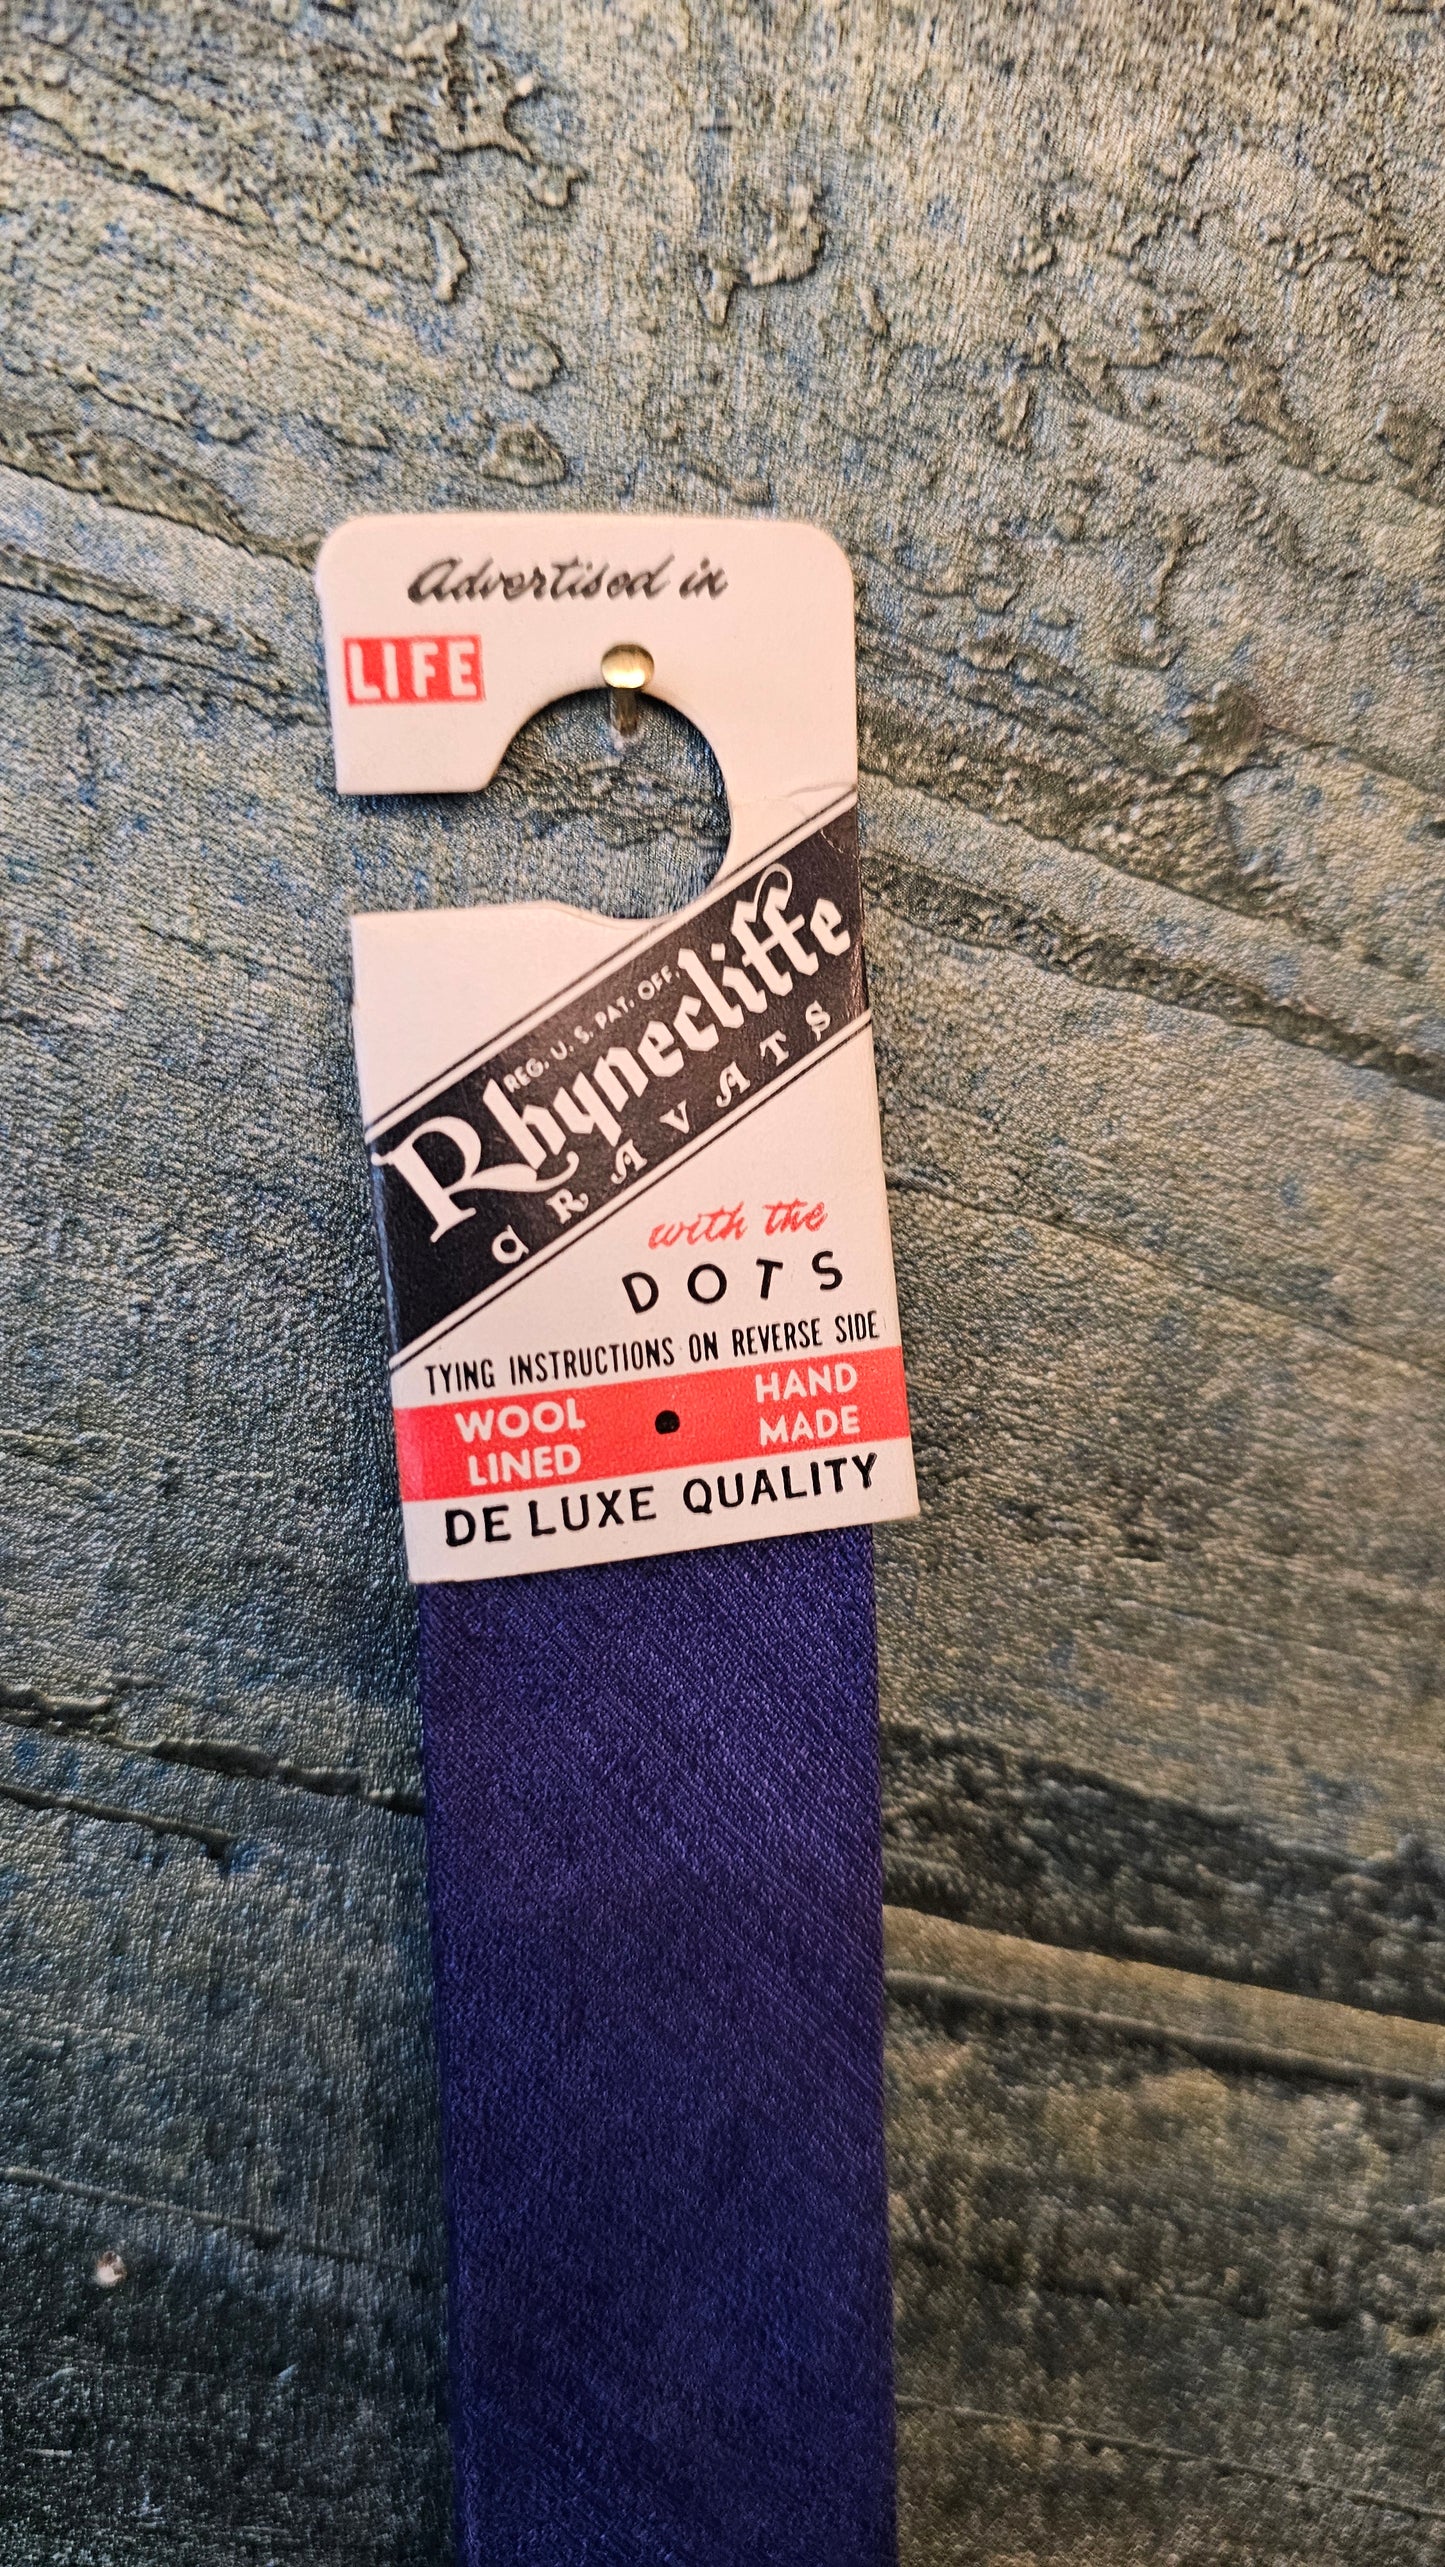 Advertised in
LIFE
REG. U. S. PAT. OFF.
Rhynecliffe
CRAVATS
with the
DOTS
TYING INSTRUCTIONS ON REVERSE SIDE
WOOL LINED • HAND MADE
DE LUXE QUALITY